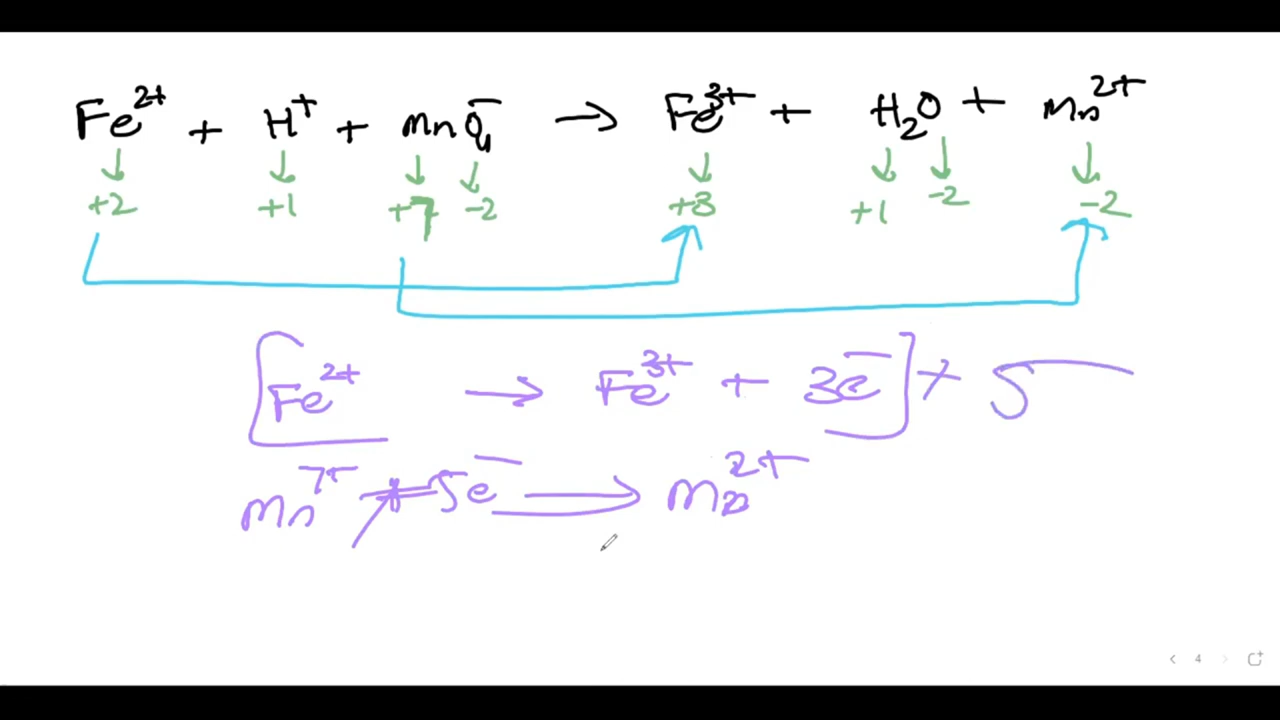 Fe²⁺ + H⁺ + MnO₄⁻ → Fe³⁺ + H₂O + Mn²⁺
↓ ↓ ↓ ↓ ↓ ↓ ↓ ↓
+2 +1 +7 -2 +3 +1 -2 -2
[Fe²⁺ → Fe³⁺ + 3e⁻] × 5
Mn⁷⁺ + 5e⁻ → Mn²⁺
4